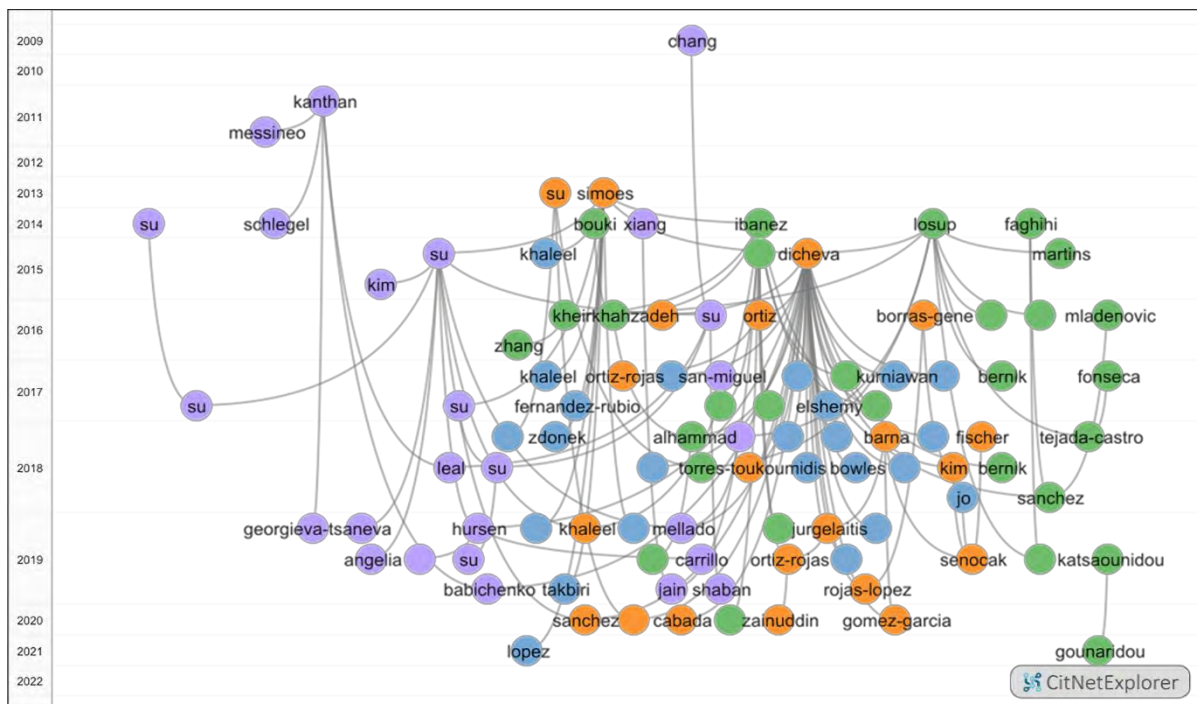 2009
chang
2010
kanthan
2011
messineo
2012
2013
su simoes
2014
su schlegel bouki xiang ibanez losup faghihi
su khaleel dicheva martins
2015
kim
kheirkhahzadeh su ortiz borras-gene mladenovic
2016
zhang
khaleel ortiz-rojas san-miguel kurniawan bernik fonseca
2017
su su fernandez-rubio elshemy
zdonek alhammad barna fischer tejada-castro
2018
leal su torres-toukoumidis bowles kim bernik
jo sanchez
georgieva-tsaneva hursen khaleel mellado jurgelaitis
2019
angelia su carrillo ortiz-rojas senocak katsaounidou
babichenko takbiri jain shaban rojas-lopez
2020
sanchez cabada zainuddin gomez-garcia
2021
lopez gounaridou
2022
CitNetExplorer